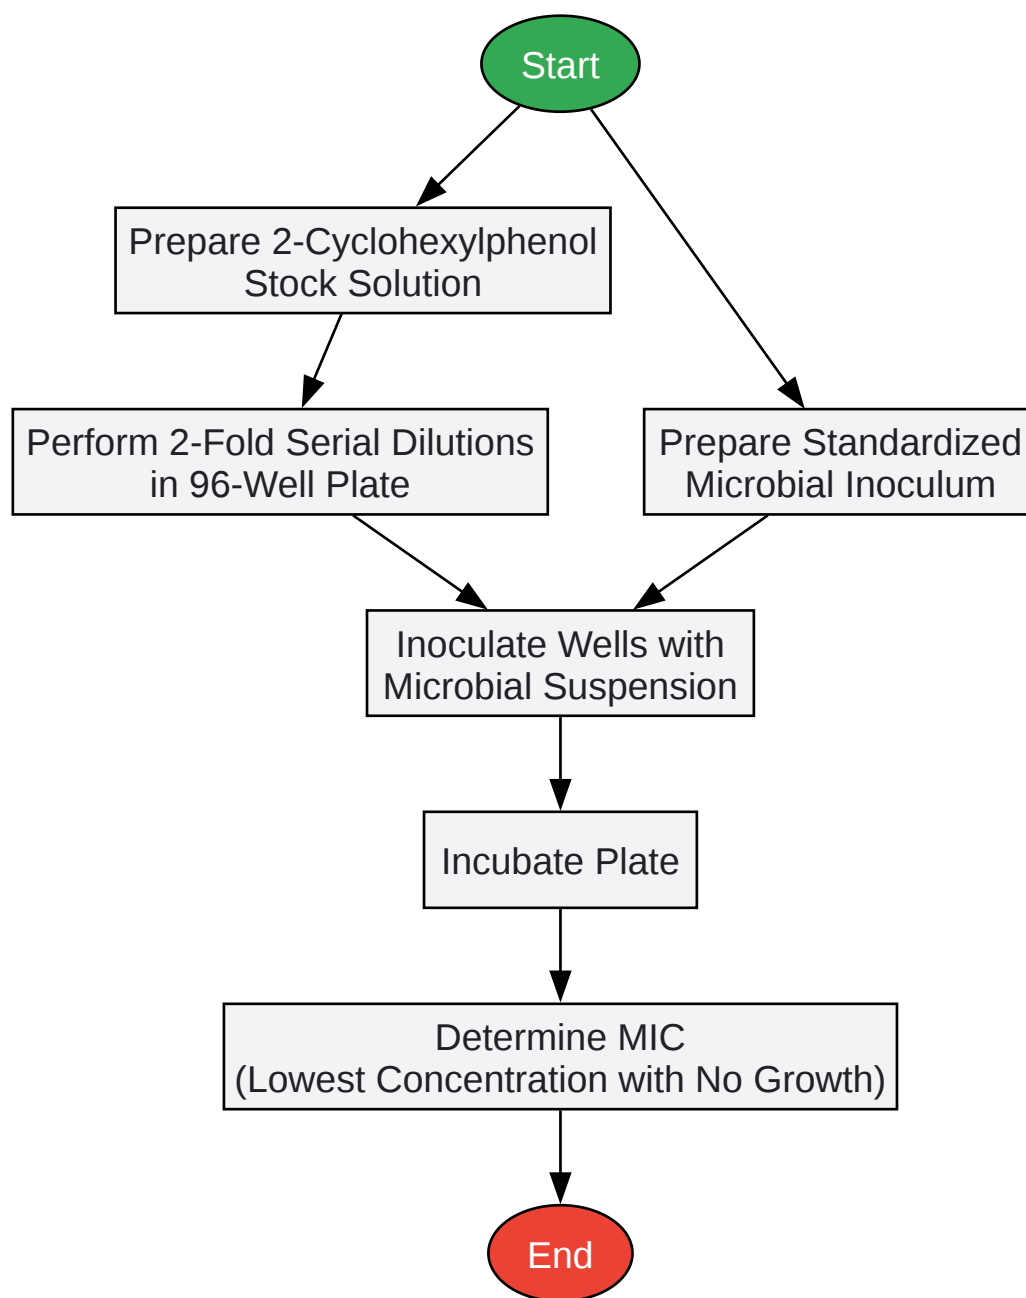 Start
Prepare 2-Cyclohexylphenol
Stock Solution
Perform 2-Fold Serial Dilutions
in 96-Well Plate
Prepare Standardized
Microbial Inoculum
Inoculate Wells with
Microbial Suspension
Incubate Plate
Determine MIC
(Lowest Concentration with No Growth)
End